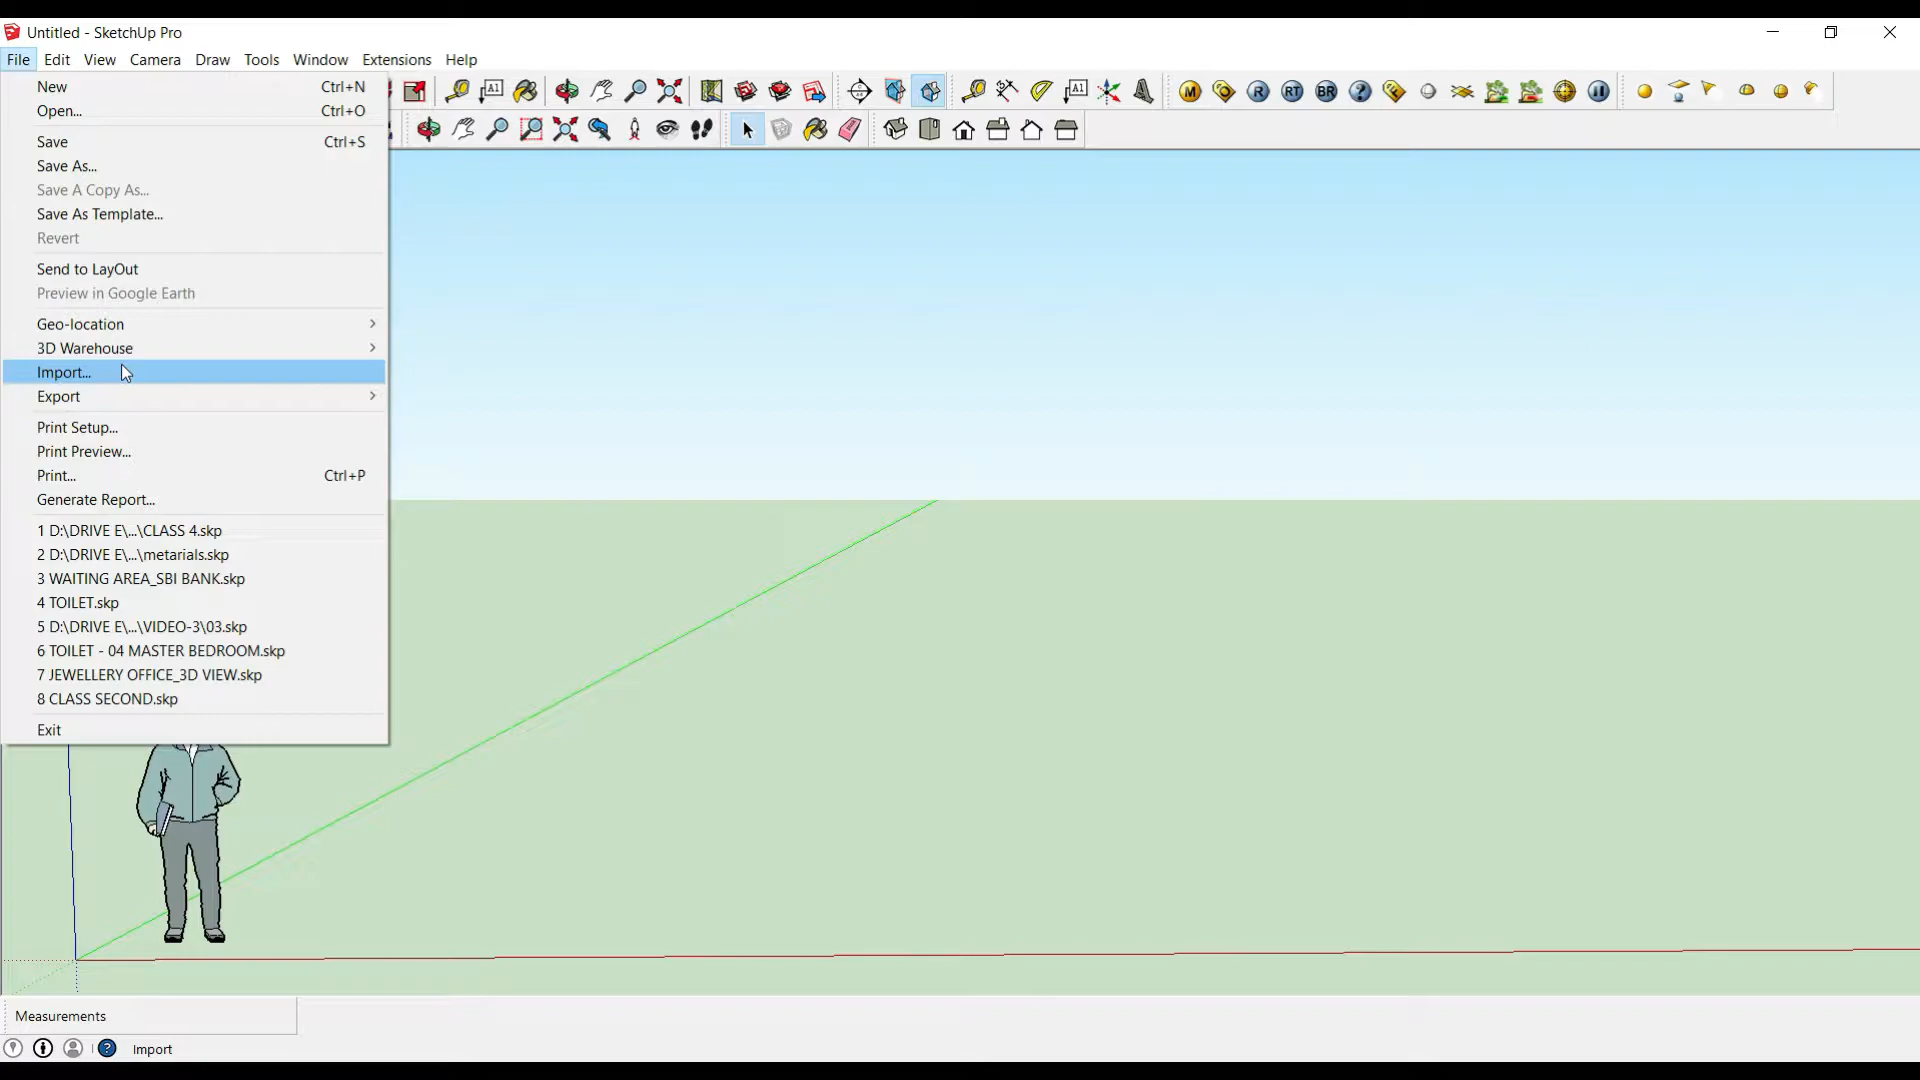 Untitled - SketchUp Pro
File Edit View Camera Draw Tools Window Extensions Help
New Ctrl+N
Open... Ctrl+O
A1 A1 M R RT BR ?
Save Ctrl+S
Save As...
Save A Copy As...
Save As Template...
Revert
Send to LayOut
Preview in Google Earth
Geo-location
3D Warehouse
Import...
Export
Print Setup...
Print Preview...
Print... Ctrl+P
Generate Report...
1 D:\DRIVE E\...\CLASS 4.skp
2 D:\DRIVE E\...\metarials.skp
3 WAITING AREA_SBI BANK.skp
4 TOILET.skp
5 D:\DRIVE E\...\VIDEO-3\03.skp
6 TOILET - 04 MASTER BEDROOM.skp
7 JEWELLERY OFFICE_3D VIEW.skp
8 CLASS SECOND.skp
Exit
Measurements
? Import